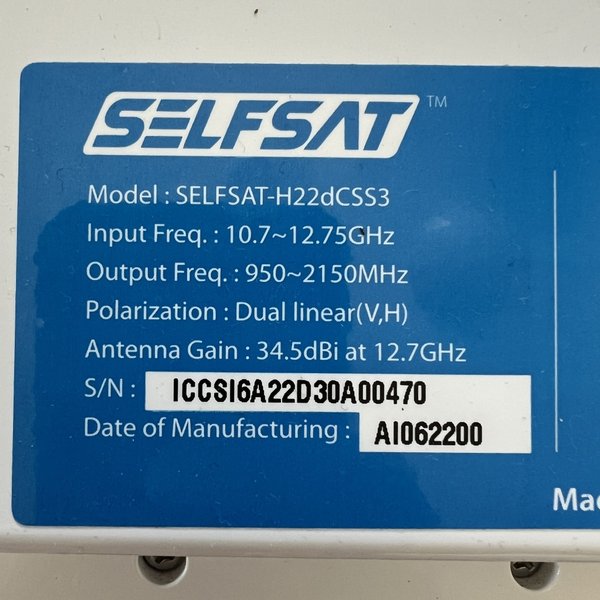 SELFSAT™
Model : SELFSAT-H22dCSS3
Input Freq. : 10.7~12.75GHz
Output Freq. : 950~2150MHz
Polarization : Dual linear(V,H)
Antenna Gain : 34.5dBi at 12.7GHz
S/N : ICCSI6A22D30A00470
Date of Manufacturing : AI062200